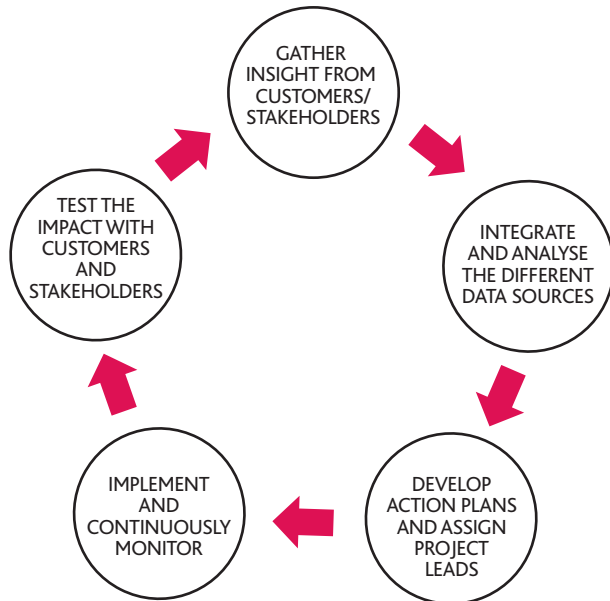 GATHER
INSIGHT FROM
CUSTOMERS/
STAKEHOLDERS
INTEGRATE
AND ANALYSE
THE DIFFERENT
DATA SOURCES
DEVELOP
ACTION PLANS
AND ASSIGN
PROJECT
LEADS
IMPLEMENT
AND
CONTINUOUSLY
MONITOR
TEST THE
IMPACT WITH
CUSTOMERS
AND
STAKEHOLDERS